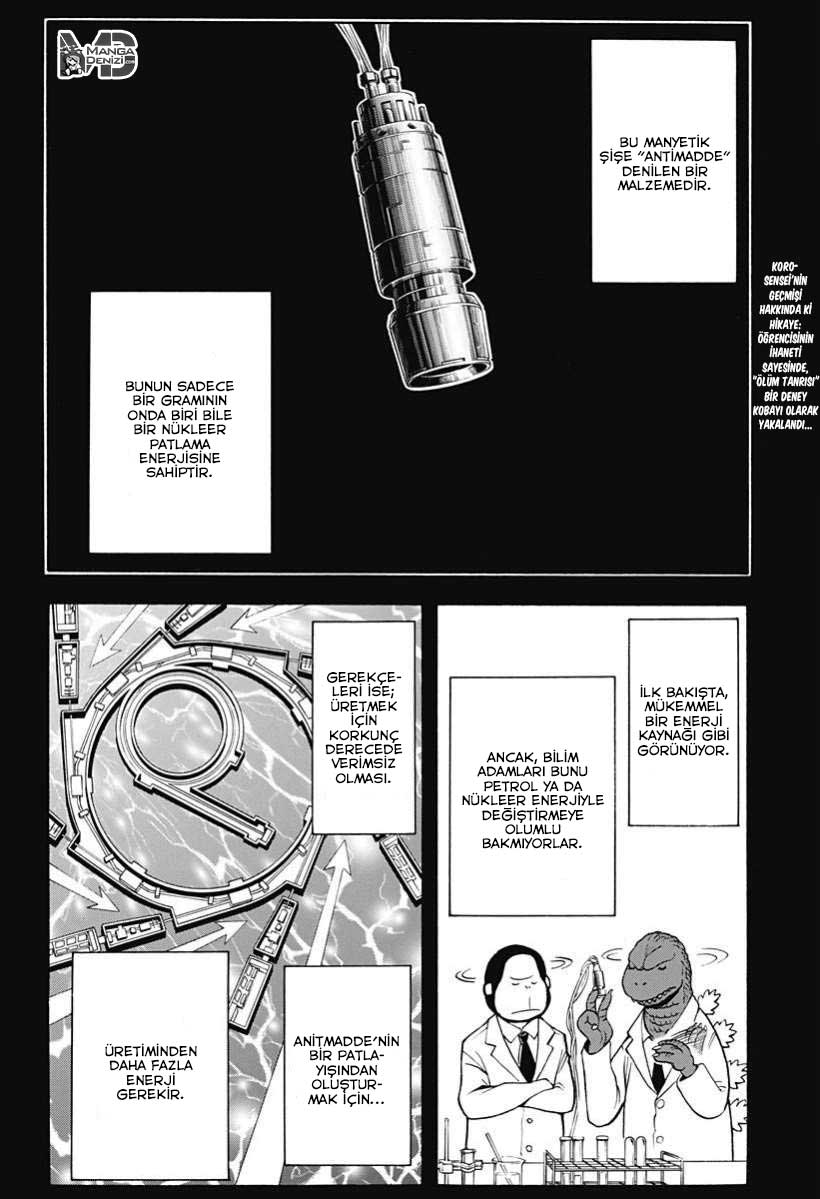 MD
MANGA
DENİZİ.com
BU MANYETİK
ŞİŞE "ANTİMADDE"
DENİLEN BİR
MALZEMEDİR.
KORO-
SENSEİ'NİN
GEÇMİŞİ
HAKKINDA Kİ
HİKAYE:
ÖĞRENCİSİNİN
İHANETİ
SAYESİNDE,
"ÖLÜM TANRISI"
BİR DENEY
KOBAYI OLARAK
YAKALANDI...
BUNUN SADECE
BİR GRAMININ
ONDA BİRİ BİLE
BİR NÜKLEER
PATLAMA
ENERJİSİNE
SAHİPTİR.
İLK BAKIŞTA,
MÜKEMMEL
BİR ENERJİ
KAYNAĞI GİBİ
GÖRÜNÜYOR.
ANCAK, BİLİM
ADAMLARI BUNU
PETROL YA DA
NÜKLEER ENERJİYLE
DEĞİŞTİRMEYE
OLUMLU
BAKMIYORLAR.
GEREKÇE-
LERİ İSE;
ÜRETMEK
İÇİN
KORKUNÇ
DERECEDE
VERİMSİZ
OLMASI.
ANİTMADDE'NİN
BİR PATLA-
YIŞINDAN
OLUŞTUR-
MAK İÇİN...
ÜRETİMİNDEN
DAHA FAZLA
ENERJİ
GEREKİR.